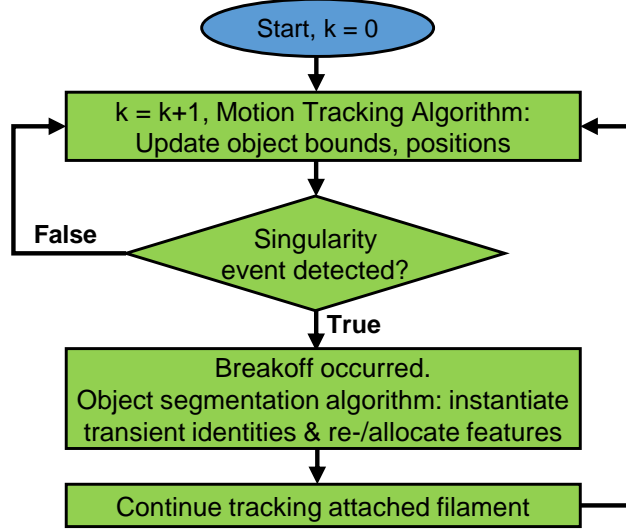 Start, k = 0
k = k+1, Motion Tracking Algorithm:
Update object bounds, positions
False
Singularity
event detected?
True
Breakoff occurred.
Object segmentation algorithm: instantiate
transient identities & re-/allocate features
Continue tracking attached filament